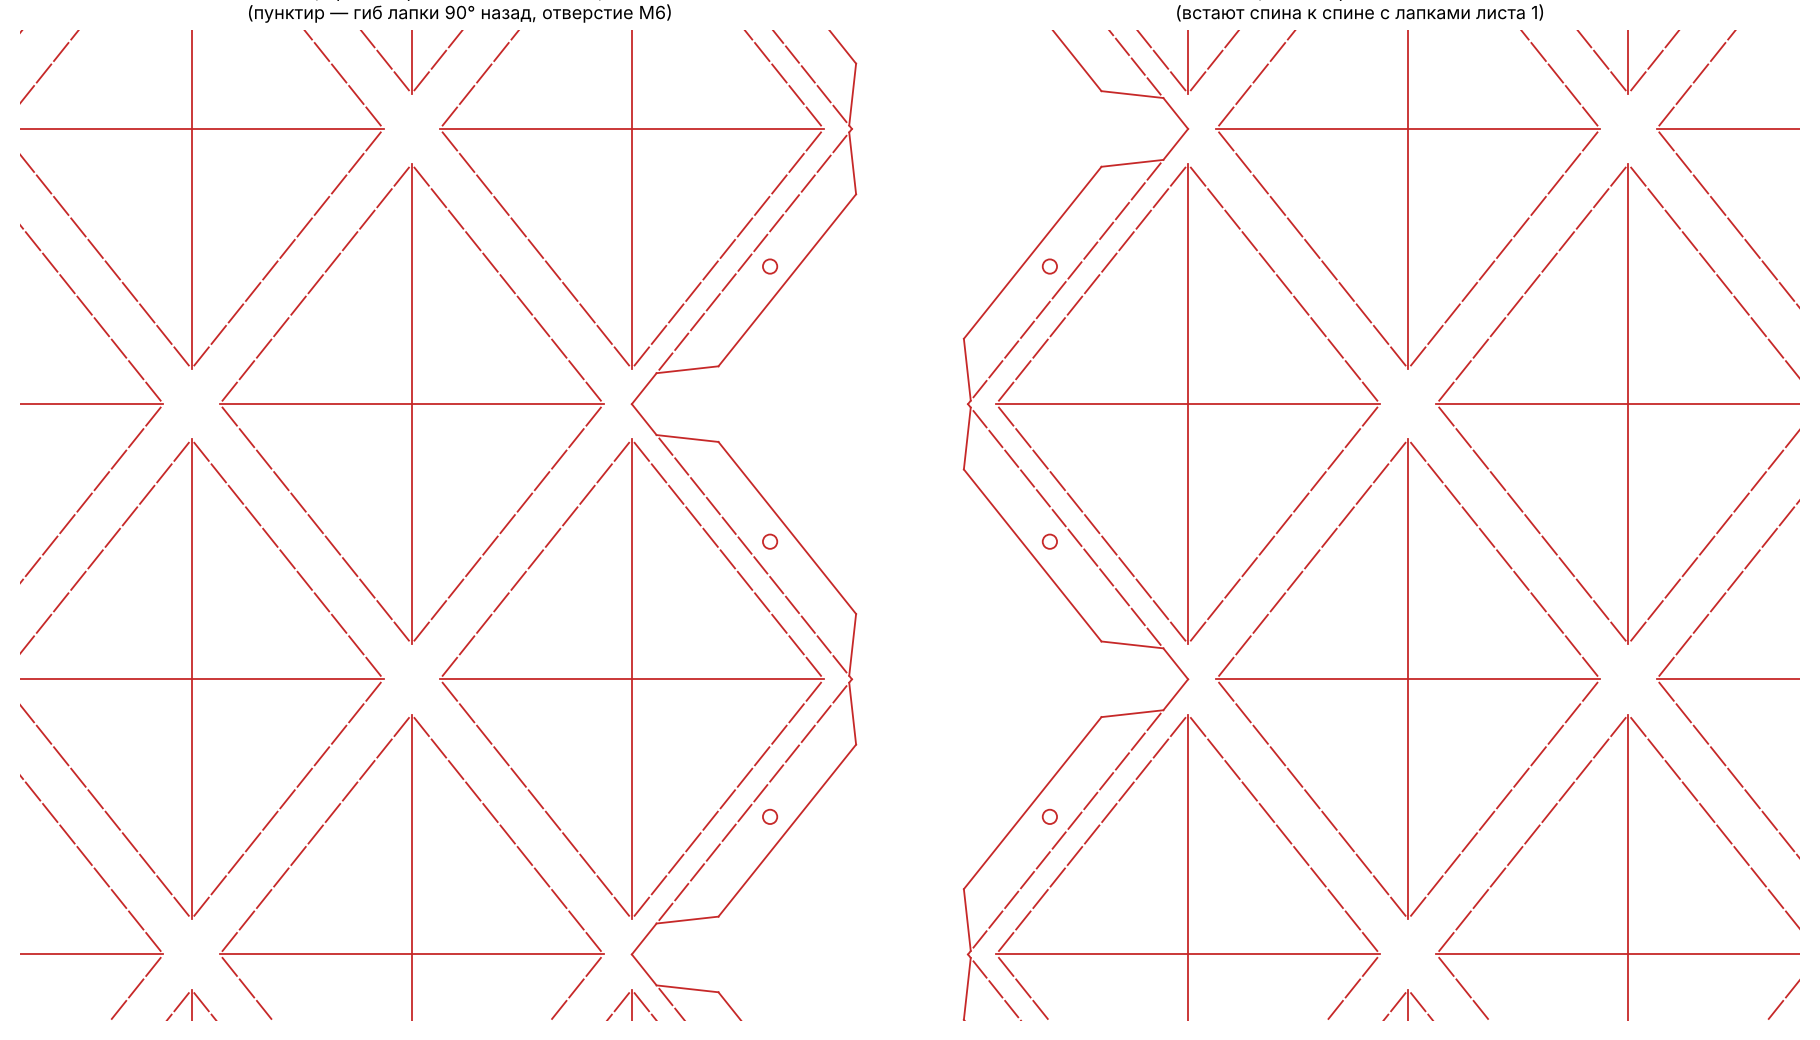 (пунктир — гиб лапки 90° назад, отверстие М6)
(встают спина к спине с лапками листа 1)